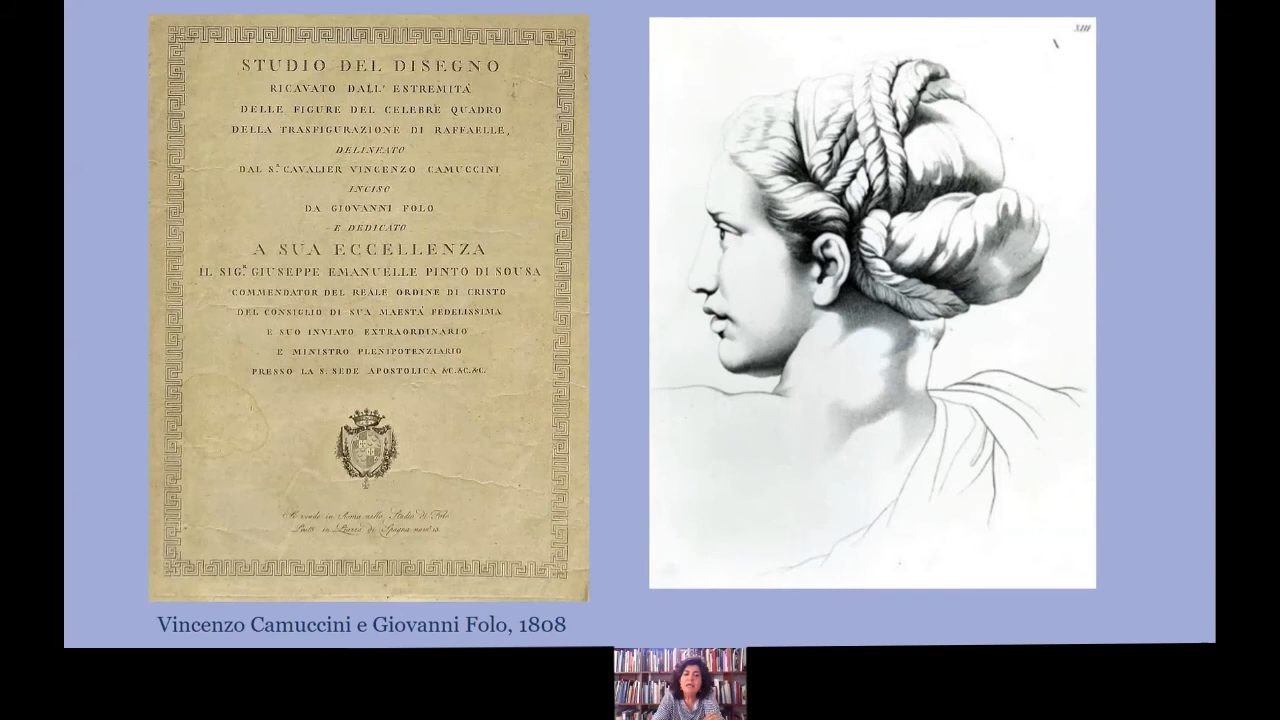 STUDIO DEL DISEGNO
RICAVATO DALL' ESTREMITÀ
DELLE FIGURE DEL CELEBRE QUADRO
DELLA TRASFIGURAZIONE DI RAFFAELLE,
DELINEATO
DAL S.R CAVALIER VINCENZO CAMUCCINI
INCISO
DA GIOVANNI FOLO
E DEDICATO
A SUA ECCELLENZA
IL SIG.R GIUSEPPE EMANUELLE PINTO DI SOUSA
COMMENDATOR DEL REALE ORDINE DI CRISTO
DEL CONSIGLIO DI SUA MAESTÀ FEDELISSIMA
E SUO INVIATO EXTRAORDINARIO
E MINISTRO PLENIPOTENZIARIO
PRESSO LA S. SEDE APOSTOLICA &C.&C.&C.
Si vende in Roma nello Studio di Folo
in Piazza di Spagna num.
XIII
Vincenzo Camuccini e Giovanni Folo, 1808